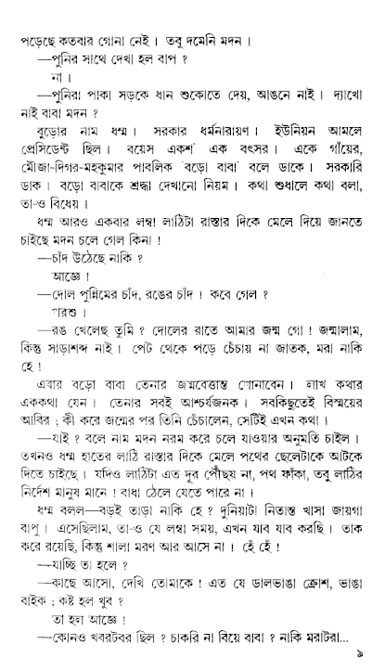 পড়েছে কতবার গোনা নেই। তবু দমেনি মদন।
—পুনির সাথে দেখা হল বাপ?
না।
—পুনিরা পাকা সড়কে ধান শুকোতে দেয়, আঙনে নাই। দ্যাখো
নাই বাবা মদন?
বুড়োর নাম ধম্ম। সরকার ধর্মনারায়ণ। ইউনিয়ন আমলে
প্রেসিডেন্ট ছিল। বয়েস একশ এক বৎসর। একে গাঁয়ের,
মৌজা-দিগর-মহকুমার পাবলিক 'বড়ো বাবা' বলে ডাকে। সরকারি
ডাক। বড়ো বাবাকে শ্রদ্ধা দেখানো নিয়ম। কথা শুধালে কথা বলা,
তা-ও বিধেয়।
ধম্ম আরও একবার লম্বা লাঠিটা রাস্তার দিকে মেলে দিয়ে জানতে
চাইছে মদন চলে গেল কিনা!
—চাঁদ উঠেছে নাকি?
আজ্ঞে!
—দোল পুন্নিমের চাঁদ, রঙের চাঁদ। কবে গেল?
পরশু।
—রঙ খেলেছ তুমি? দোলের রাতে আমার জন্ম গো! জন্মালাম,
কিন্তু সাড়াশব্দ নাই। পেট থেকে পড়ে চেঁচায় না জাতক, মরা নাকি
হে!
এবার বড়ো বাবা তেনার জন্মবেত্তান্ত শোনাবেন। লাখ কথার
এককথা যেন। তেনার সবই আশ্চর্যজনক। সবকিছুতেই বিস্ময়ের
আবির; কী করে জন্মের পর তিনি চেঁচালেন, সেটিই এখন কথা।
—যাই? বলে নাম মদন নরম করে চলে যাওয়ার অনুমতি চাইল।
তখনও ধম্ম হাতের লাঠি রাস্তার দিকে মেলে পথের ছেলেটাকে আটকে
দিতে চাইছে। যদিও লাঠিটা এত দূর পৌঁছয় না, পথ ফাঁকা, তবু লাঠির
নির্দেশ মানুষ মানে। বাধা ঠেলে যেতে পারে না।
ধম্ম বলল—বড়ই তাড়া নাকি হে? দুনিয়াটা নিতান্ত খাসা জায়গা
বাপু। এসেছিলাম, তা-ও যে লম্বা সময়, এখন যাব যাব করছি। তাক
করে রয়েছি, কিন্তু শালা মরণ আর আসে না। হেঁ হেঁ!
—যাচ্ছি তা হলে?
—কাছে আসো, দেখি তোমাকে। এত যে ডালভাঙা ক্রোশ, ভাঙা
বাইক; কষ্ট হল খুব?
তা হল আজ্ঞে!
—কোনও খবরটবর ছিল? চাকরি না বিয়ে বাবা? নাকি মরাটরা...
৯